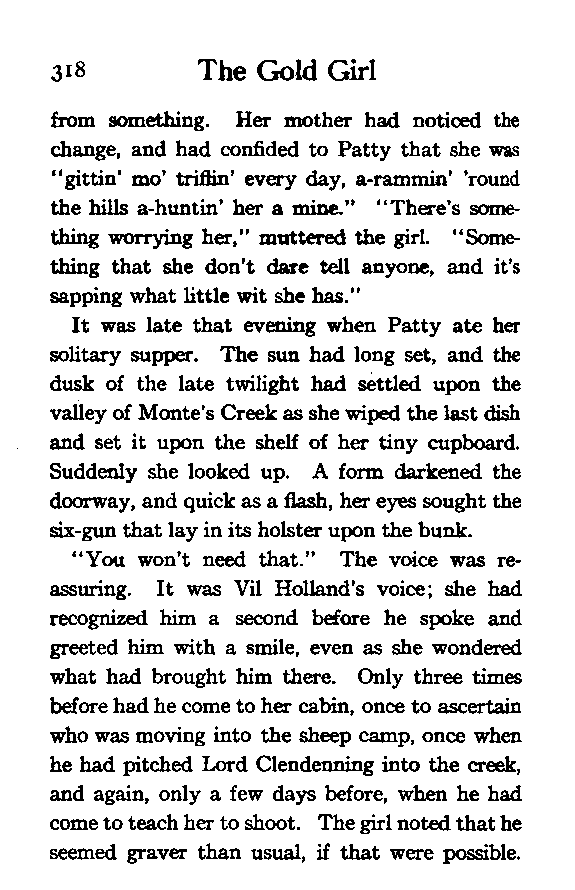 318 The Gold Girl
from something. Her mother had noticed the
change, and had confided to Patty that she was
"gittin' mo' triflin' every day, a-rammin' 'round
the hills a-huntin' her a mine." "There's some-
thing worrying her," muttered the girl. "Some-
thing that she don't dare tell anyone, and it's
sapping what little wit she has."
It was late that evening when Patty ate her
solitary supper. The sun had long set, and the
dusk of the late twilight had settled upon the
valley of Monte's Creek as she wiped the last dish
and set it upon the shelf of her tiny cupboard.
Suddenly she looked up. A form darkened the
doorway, and quick as a flash, her eyes sought the
six-gun that lay in its holster upon the bunk.
"You won't need that." The voice was re-
assuring. It was Vil Holland's voice; she had
recognized him a second before he spoke and
greeted him with a smile, even as she wondered
what had brought him there. Only three times
before had he come to her cabin, once to ascertain
who was moving into the sheep camp, once when
he had pitched Lord Clendenning into the creek,
and again, only a few days before, when he had
come to teach her to shoot. The girl noted that he
seemed graver than usual, if that were possible.